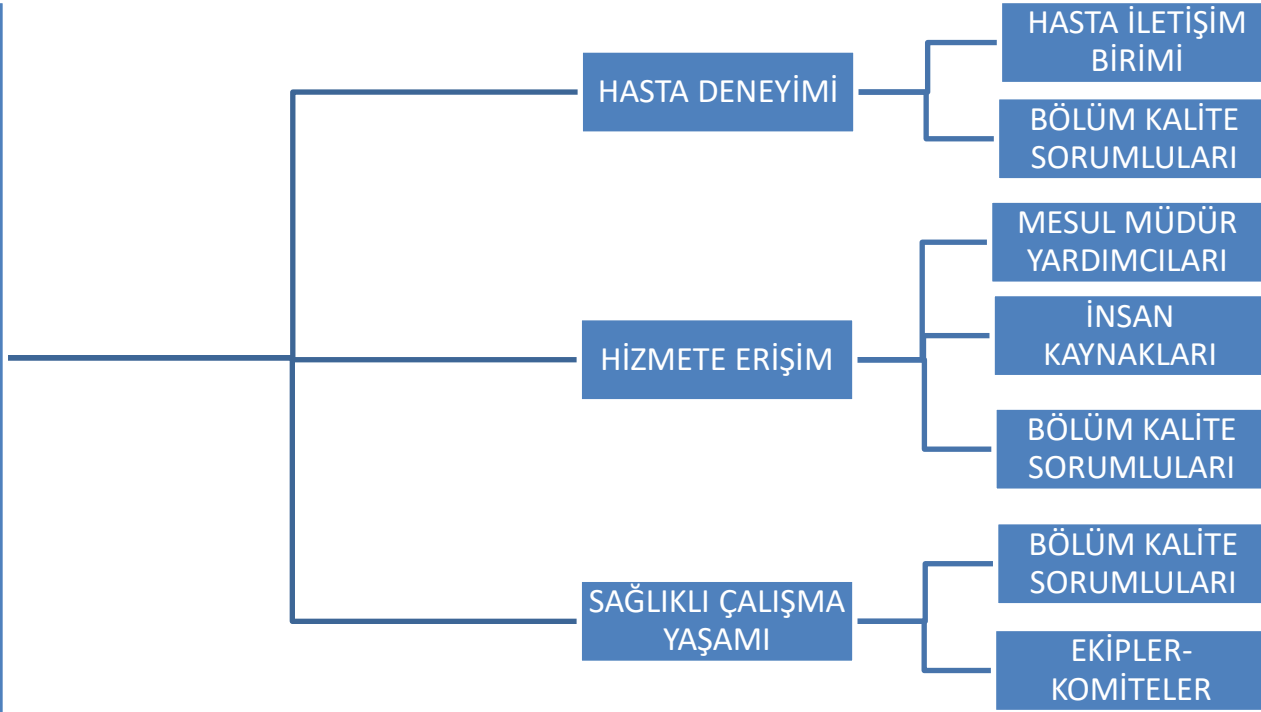 HASTA DENEYİMİ
HASTA İLETİŞİM
BİRİMİ
BÖLÜM KALİTE
SORUMLULARI
HİZMETE ERİŞİM
MESUL MÜDÜR
YARDIMCILARI
İNSAN
KAYNAKLARI
BÖLÜM KALİTE
SORUMLULARI
SAĞLIKLI ÇALIŞMA
YAŞAMI
BÖLÜM KALİTE
SORUMLULARI
EKİPLER-
KOMİTELER